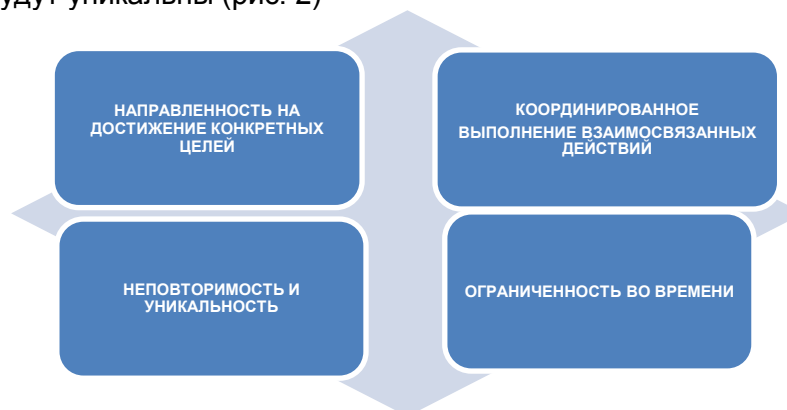 удут уникальны (рис. 2)
НАПРАВЛЕННОСТЬ НА
ДОСТИЖЕНИЕ КОНКРЕТНЫХ
ЦЕЛЕЙ
КООРДИНИРОВАННОЕ
ВЫПОЛНЕНИЕ ВЗАИМОСВЯЗАННЫХ
ДЕЙСТВИЙ
НЕПОВТОРИМОСТЬ И
УНИКАЛЬНОСТЬ
ОГРАНИЧЕННОСТЬ ВО ВРЕМЕНИ